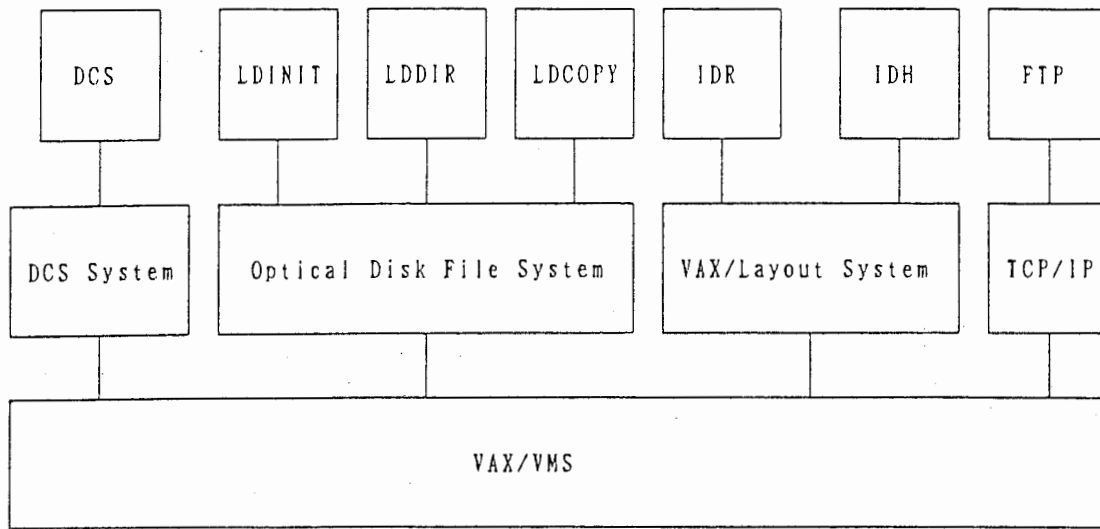 DCS
LDINIT
LDDIR
LDCOPY
IDR
IDH
FTP
DCS System
Optical Disk File System
VAX/Layout System
TCP/IP
VAX/VMS